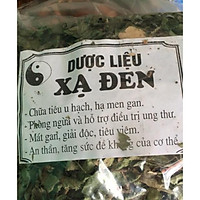 DƯỢC LIỆU
XẠ ĐEN
- Chữa tiêu u hạch, hạ men gan.
- Phòng ngừa và hỗ trợ điều trị ung thư.
- Mát gan, giải độc, tiêu viêm.
- An thần, tăng sức đề kháng của cơ thể.